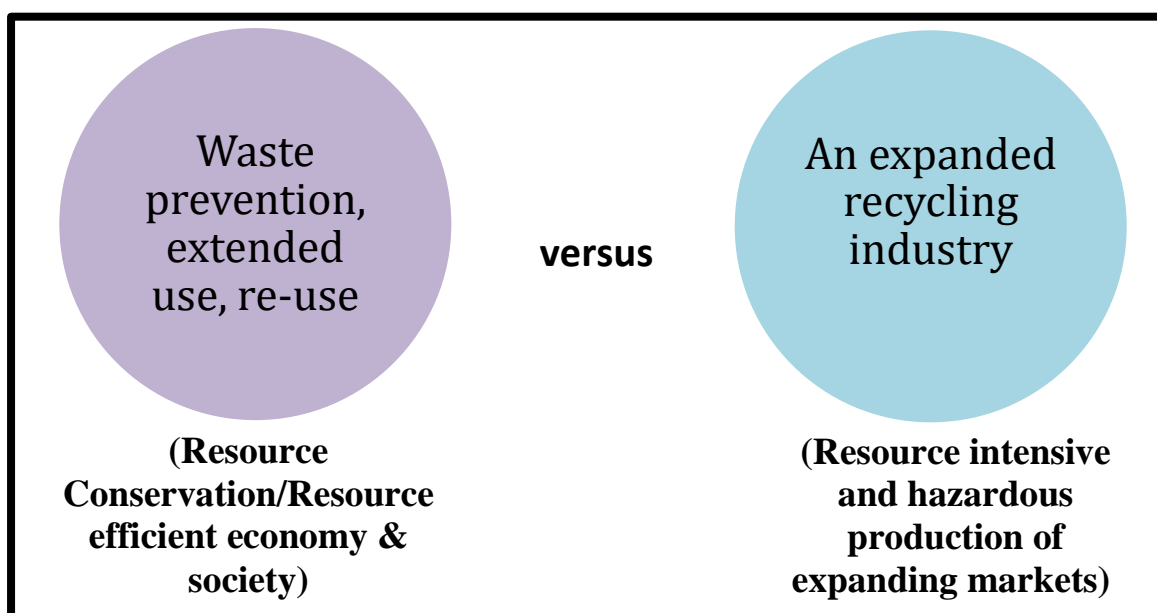 Waste
prevention,
extended
use, re-use
versus
An expanded
recycling
industry
(Resource
Conservation/Resource
efficient economy &
society)
(Resource intensive
and hazardous
production of
expanding markets)